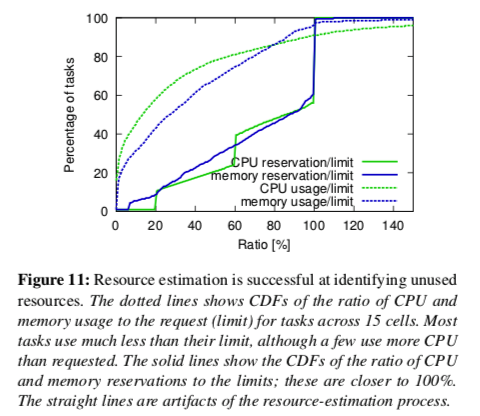 100
80
60
40
20
0
Percentage of tasks
0 20 40 60 80 100 120 140
Ratio [%]
CPU reservation/limit
memory reservation/limit
CPU usage/limit
memory usage/limit
Figure 11: Resource estimation is successful at identifying unused
resources. The dotted lines shows CDFs of the ratio of CPU and
memory usage to the request (limit) for tasks across 15 cells. Most
tasks use much less than their limit, although a few use more CPU
than requested. The solid lines show the CDFs of the ratio of CPU
and memory reservations to the limits; these are closer to 100%.
The straight lines are artifacts of the resource-estimation process.